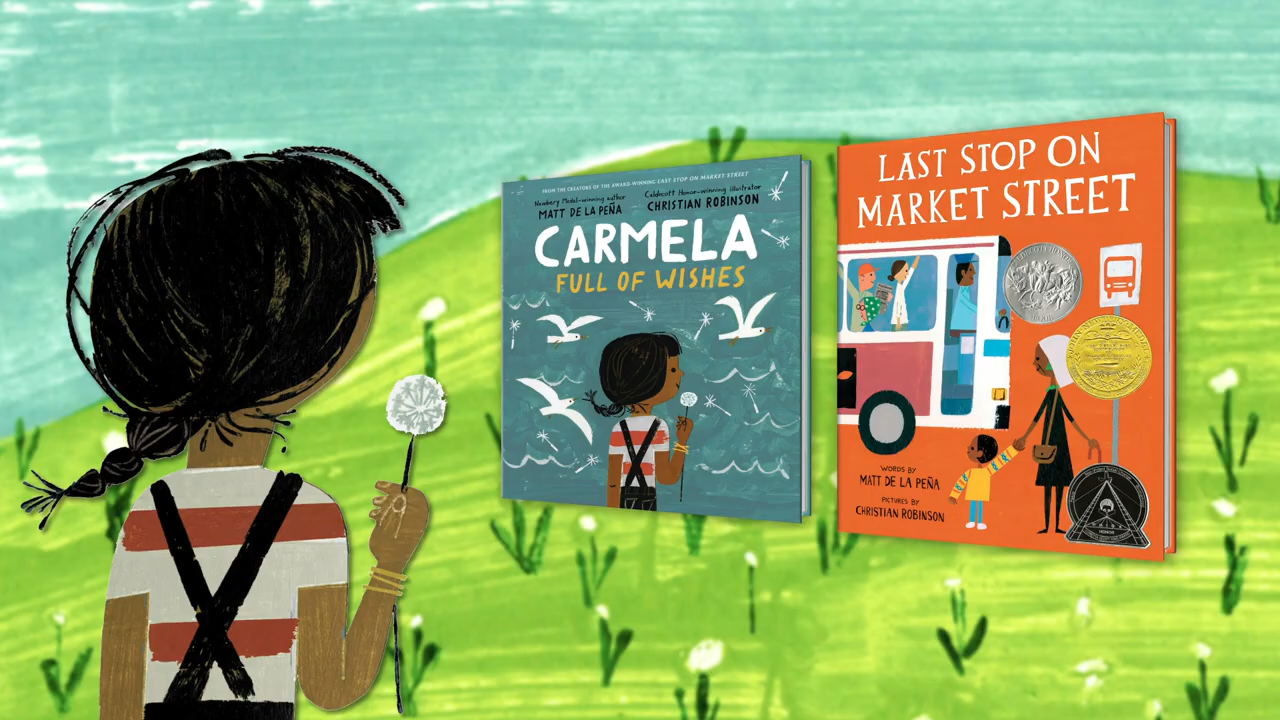 FROM THE CREATORS OF THE AWARD-WINNING LAST STOP ON MARKET STREET
Newbery Medal-winning author
MATT DE LA PEÑA
Caldecott Honor-winning illustrator
CHRISTIAN ROBINSON
CARMELA
FULL OF WISHES
LAST STOP ON
MARKET STREET
WORDS BY
MATT DE LA PEÑA
PICTURES BY
CHRISTIAN ROBINSON